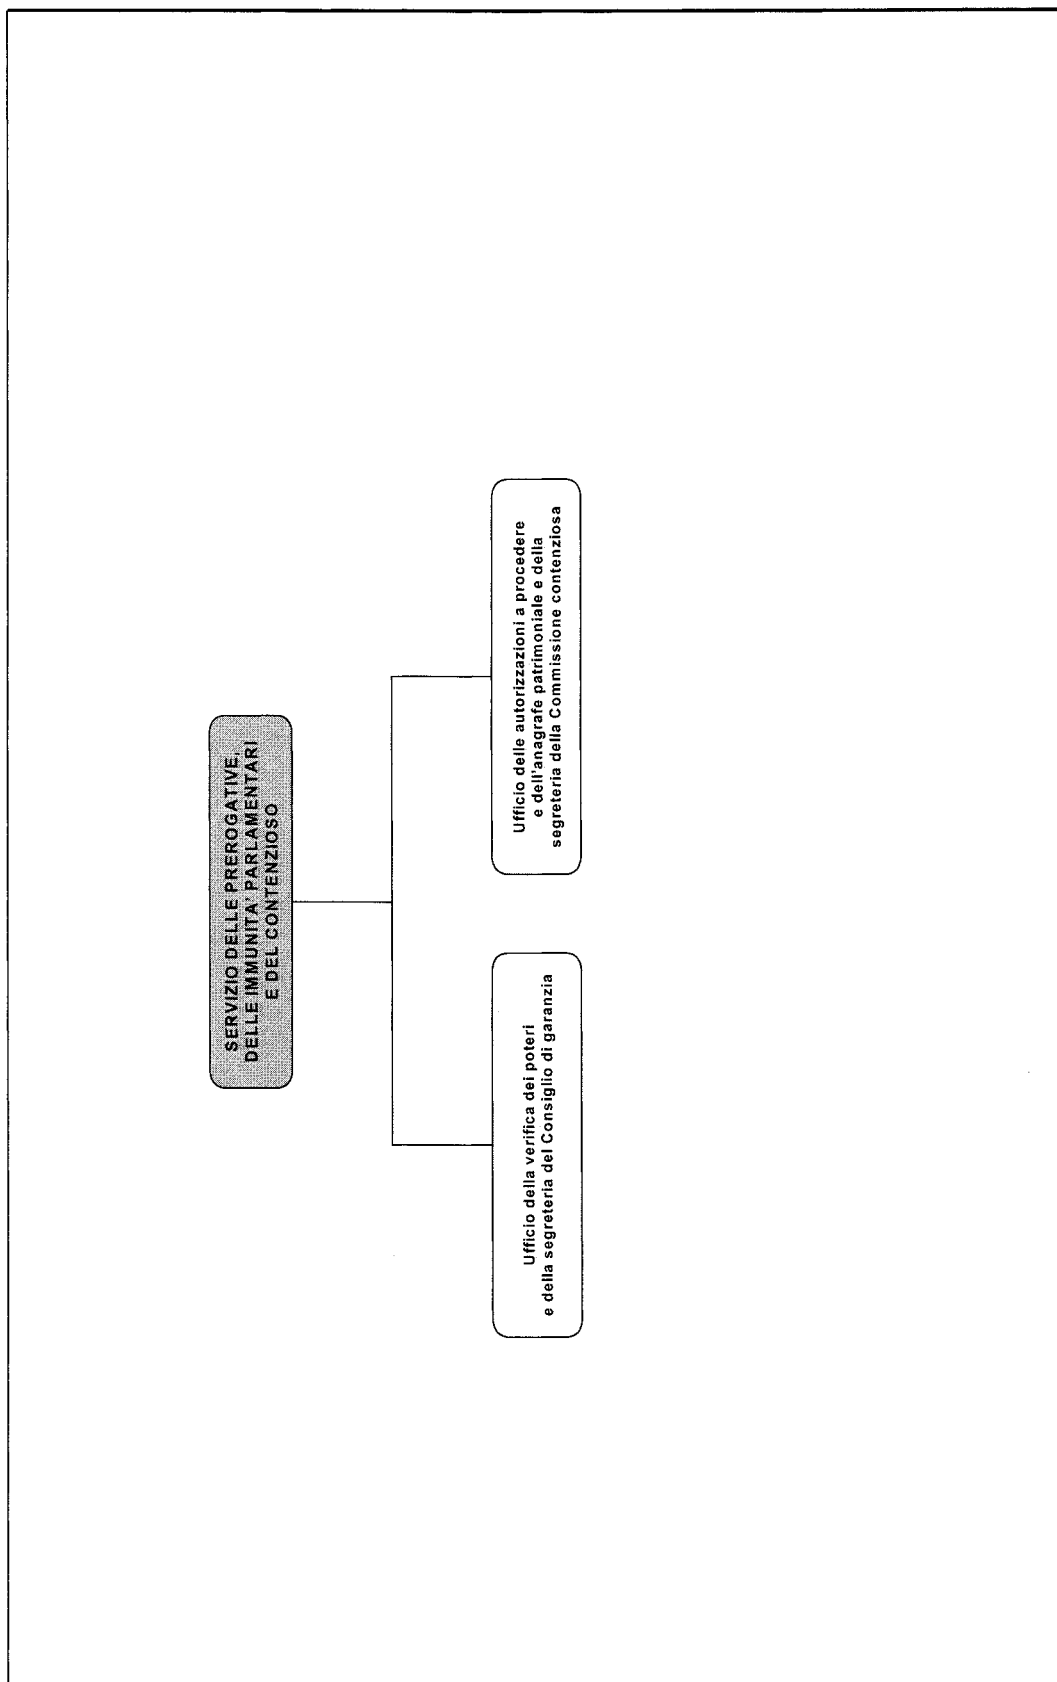 SERVIZIO DELLE PREROGATIVE,
DELLE IMMUNITA' PARLAMENTARI
E DEL CONTENZIOSO
Ufficio della verifica dei poteri
e della segreteria del Consiglio di garanzia
Ufficio delle autorizzazioni a procedere
e dell'anagrafe patrimoniale e della
segreteria della Commissione contenziosa